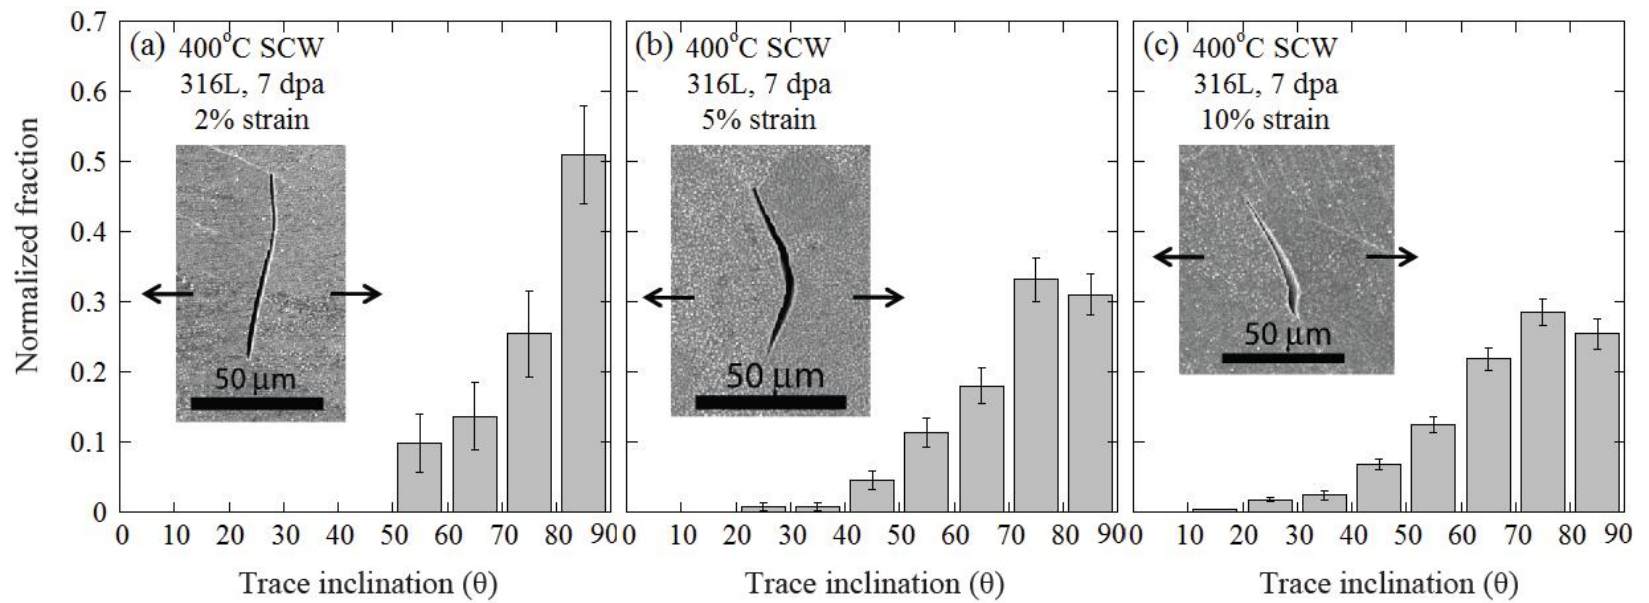 Normalized fraction
0.7
0.6
0.5
0.4
0.3
0.2
0.1
0
(a) 400°C SCW
316L, 7 dpa
2% strain
50 μm
0 10 20 30 40 50 60 70 80 90
Trace inclination (θ)
(b) 400°C SCW
316L, 7 dpa
5% strain
50 μm
0 10 20 30 40 50 60 70 80 90
Trace inclination (θ)
(c) 400°C SCW
316L, 7 dpa
10% strain
50 μm
0 10 20 30 40 50 60 70 80 90
Trace inclination (θ)